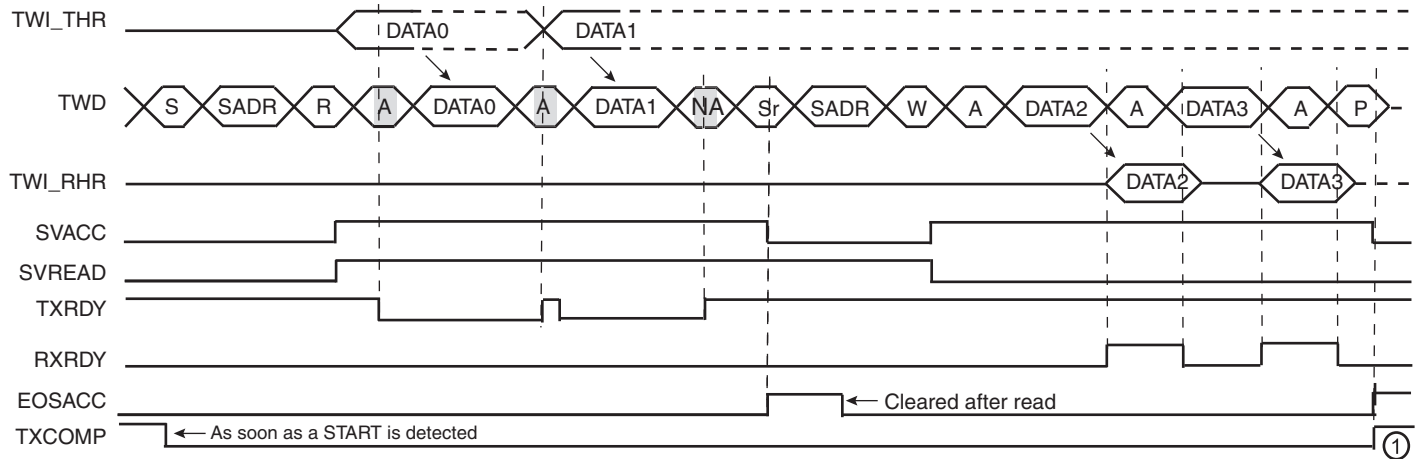 TWI_THR DATA0 DATA1
TWD S SADR R A DATA0 A DATA1 NA Sr SADR W A DATA2 A DATA3 A P
TWI_RHR DATA2 DATA3
SVACC
SVREAD
TXRDY
RXRDY
EOSACC Cleared after read
TXCOMP As soon as a START is detected 1